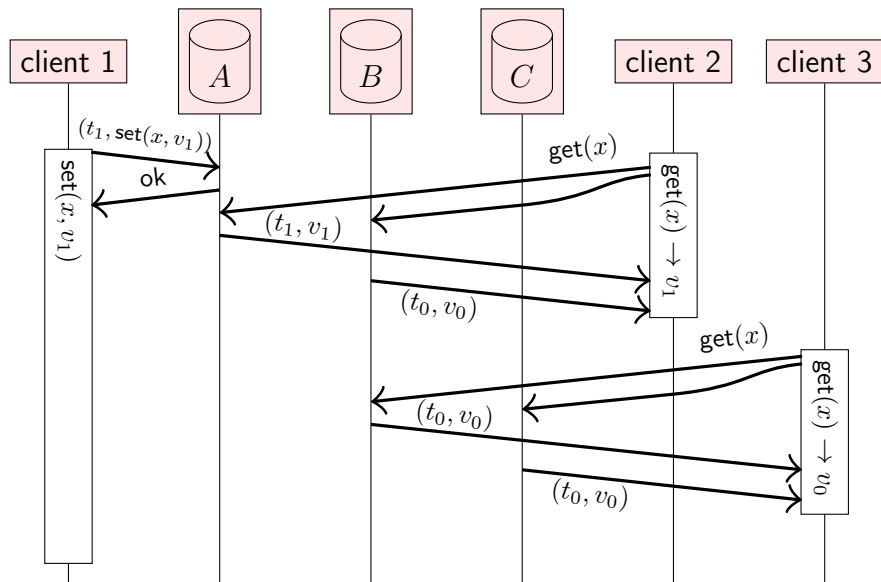 client 1
A
B
C
client 2
client 3
(t₁, set(x, v₁))
ok
set(x, v₁)
get(x)
(t₁, v₁)
(t₀, v₀)
get(x) → v₁
get(x)
(t₀, v₀)
(t₀, v₀)
get(x) → v₀